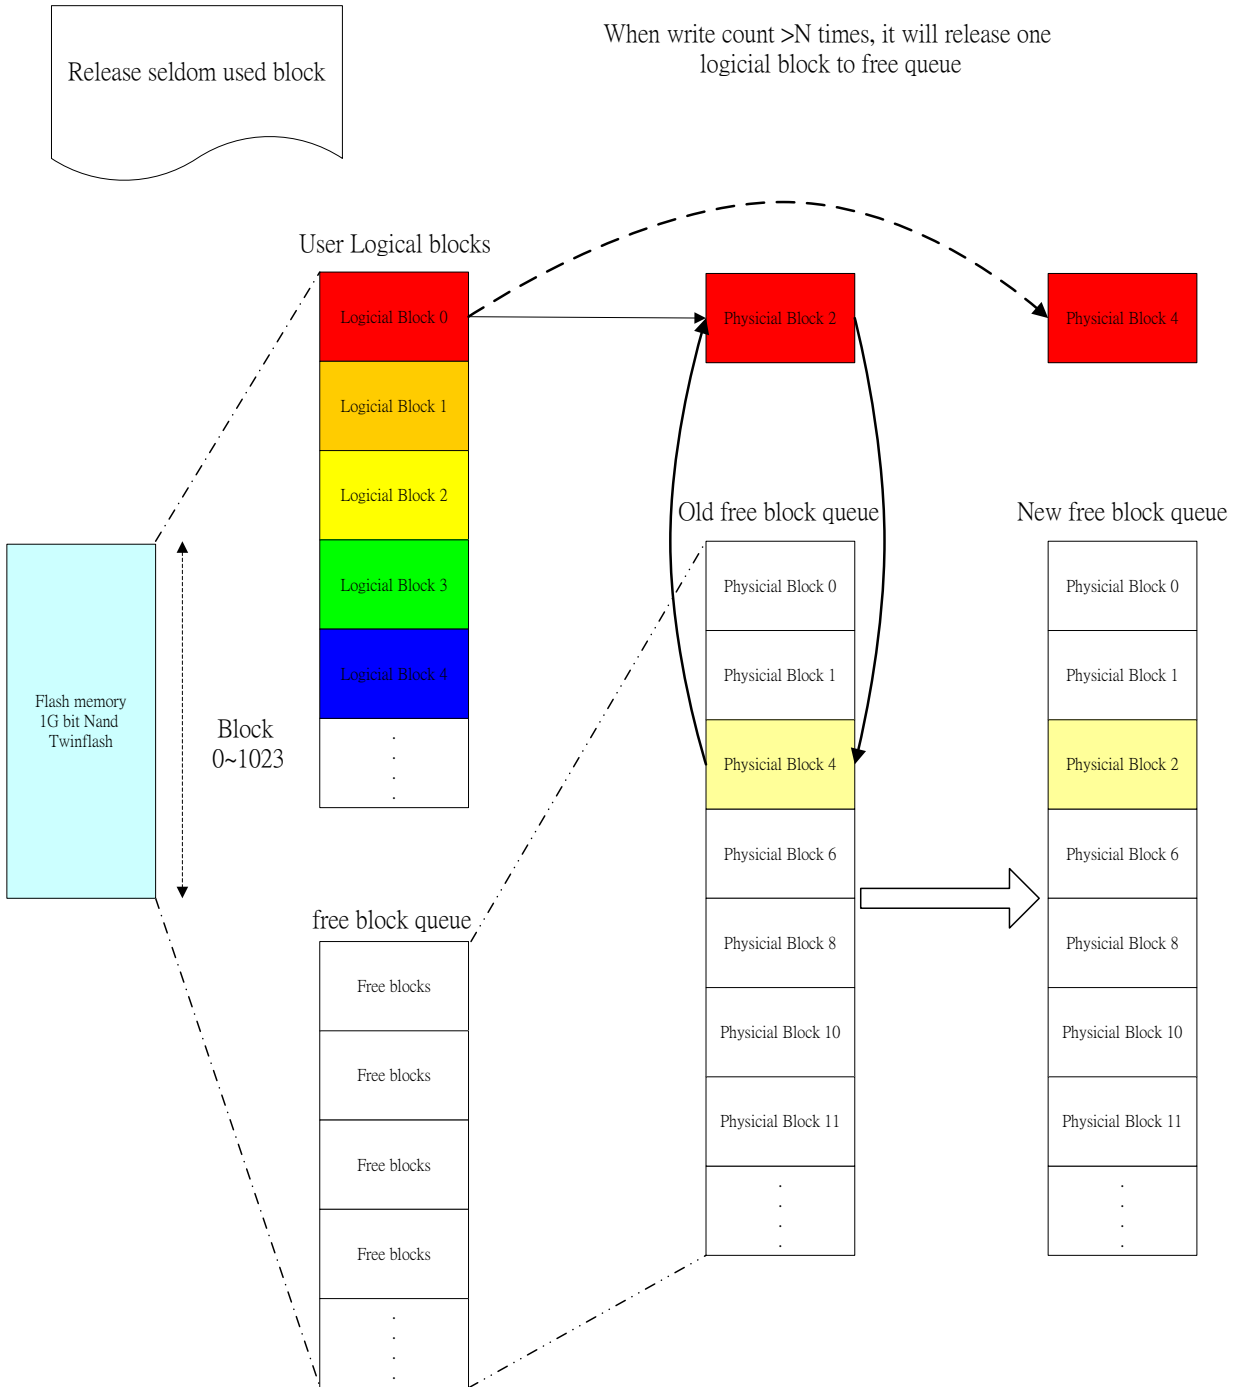 Release seldom used block
When write count >N times, it will release one
logicial block to free queue
User Logical blocks
Logicial Block 0
Logicial Block 1
Logicial Block 2
Logicial Block 3
Logicial Block 4
Physicial Block 2
Physicial Block 4
Flash memory
1G bit Nand
Twinflash
Block
0~1023
free block queue
Free blocks
Free blocks
Free blocks
Free blocks
Old free block queue
Physicial Block 0
Physicial Block 1
Physicial Block 4
Physicial Block 6
Physicial Block 8
Physicial Block 10
Physicial Block 11
New free block queue
Physicial Block 0
Physicial Block 1
Physicial Block 2
Physicial Block 6
Physicial Block 8
Physicial Block 10
Physicial Block 11